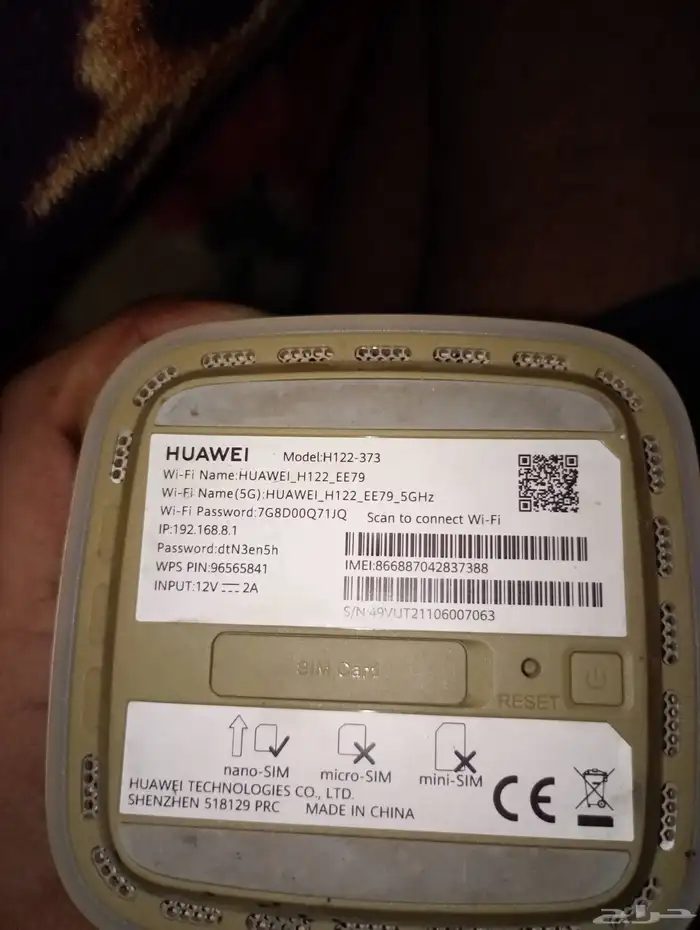 HUAWEI Model:H122-373
Wi-Fi Name:HUAWEI_H122_EE79
Wi-Fi Name(5G):HUAWEI_H122_EE79_5GHz
Wi-Fi Password:7G8D00Q71JQ Scan to connect Wi-Fi
IP:192.168.8.1
Password:dtN3en5h
WPS PIN:96565841
IMEI:866887042837388
INPUT:12V 2A
S/N:49VUT21106007063
SIM Card
RESET
nano-SIM micro-SIM mini-SIM
HUAWEI TECHNOLOGIES CO., LTD.
SHENZHEN 518129 PRC MADE IN CHINA
CE
حراج